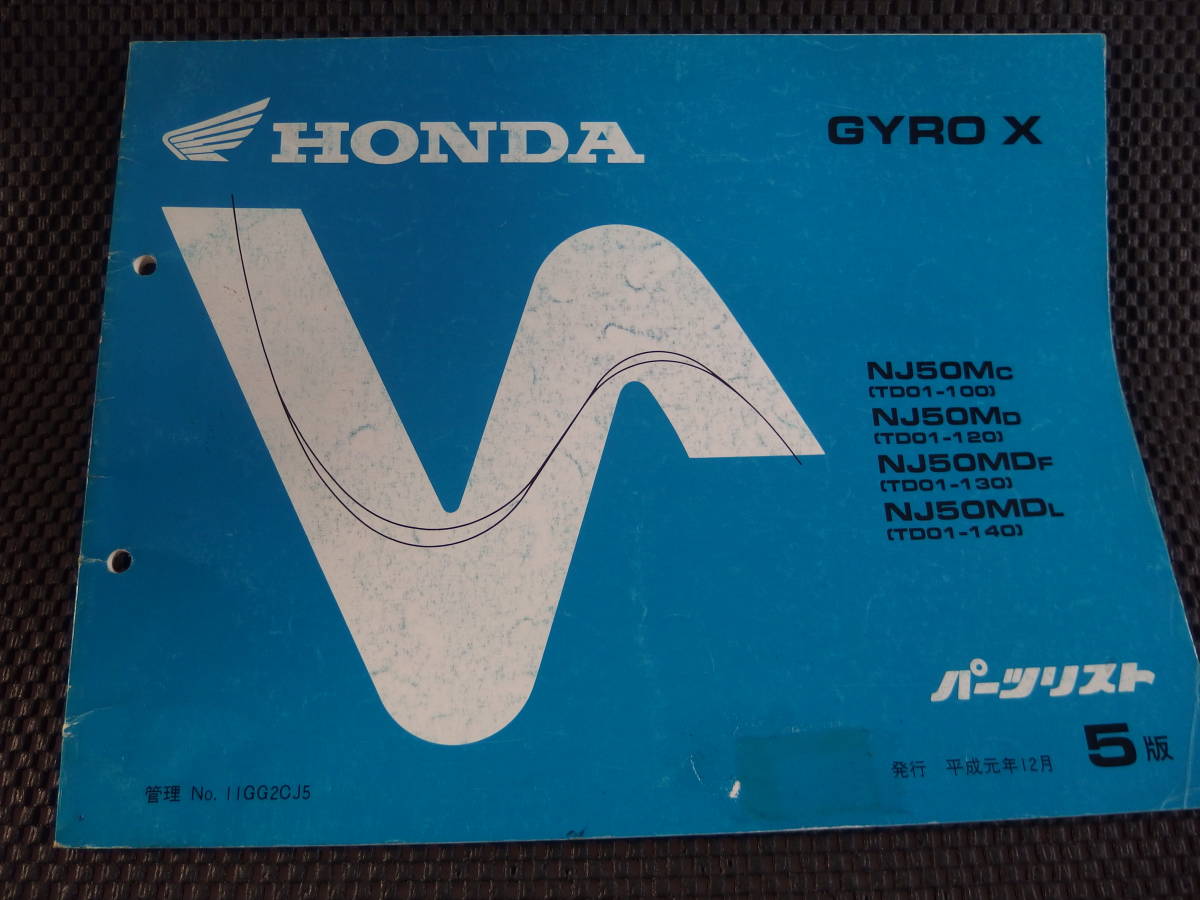 HONDA
GYRO X
NJ50MC
(TD01-100)
NJ50MD
(TD01-120)
NJ50MDF
(TD01-130)
NJ50MDL
(TD01-140)
パーツリスト
発行 平成元年12月 5版
管理 No. 11GG2CJ5